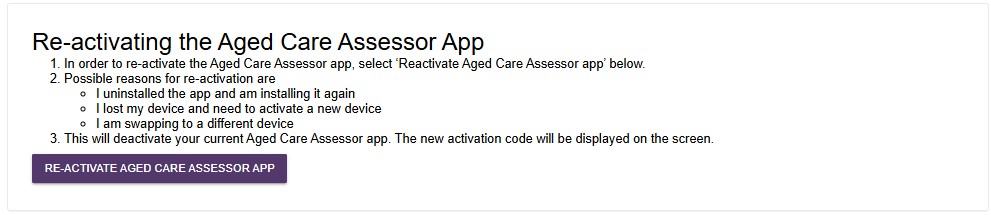 Re-activating the Aged Care Assessor App
1. In order to re-activate the Aged Care Assessor app, select ‘Reactivate Aged Care Assessor app’ below.
2. Possible reasons for re-activation are
○ I uninstalled the app and am installing it again
○ I lost my device and need to activate a new device
○ I am swapping to a different device
3. This will deactivate your current Aged Care Assessor app. The new activation code will be displayed on the screen.
RE-ACTIVATE AGED CARE ASSESSOR APP